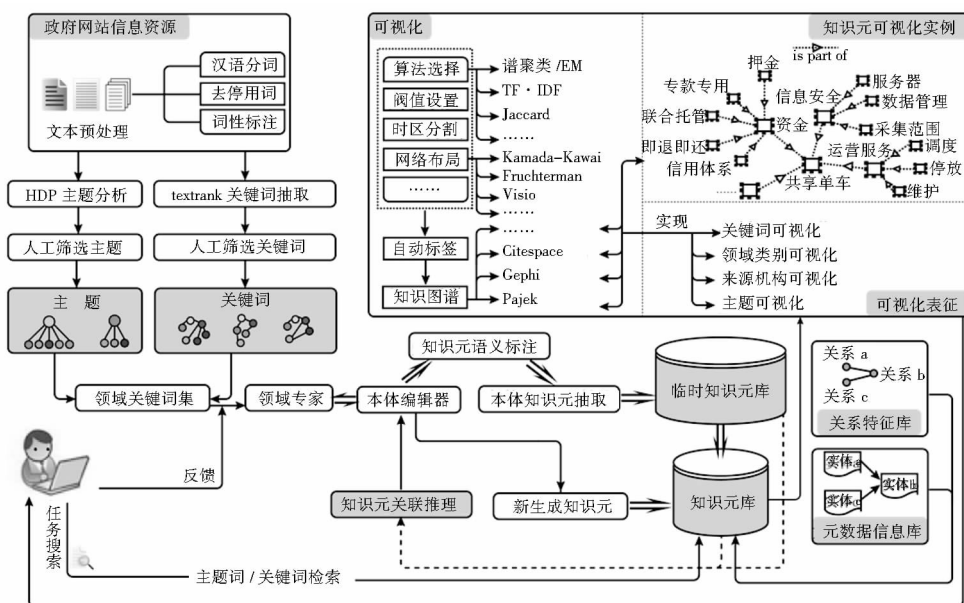 政府网站信息资源
文本预处理
汉语分词
去停用词
词性标注
HDP 主题分析
textrank 关键词抽取
人工筛选主题
人工筛选关键词
主 题
关键词
领域关键词集
领域专家
本体编辑器
知识元语义标注
本体知识元抽取
临时知识元库
知识元库
新生成知识元
知识元关联推理
反馈
任务搜索
主题词 / 关键词检索
可视化
算法选择
阀值设置
时区分割
网络布局
……
自动标签
知识图谱
谱聚类 /EM
TF·IDF
Jaccard
……
Kamada-Kawai
Fruchterman
Visio
……
……
Citespace
Gephi
Pajek
知识元可视化实例
is part of
押金
专款专用
联合托管
即退即还
信用体系
资金
信息安全
服务器
数据管理
采集范围
运营服务
调度
停放
维护
共享单车
实现
关键词可视化
领域类别可视化
来源机构可视化
主题可视化
可视化表征
关系 a
关系 b
关系 c
关系特征库
实体a
实体b
实体c
元数据信息库